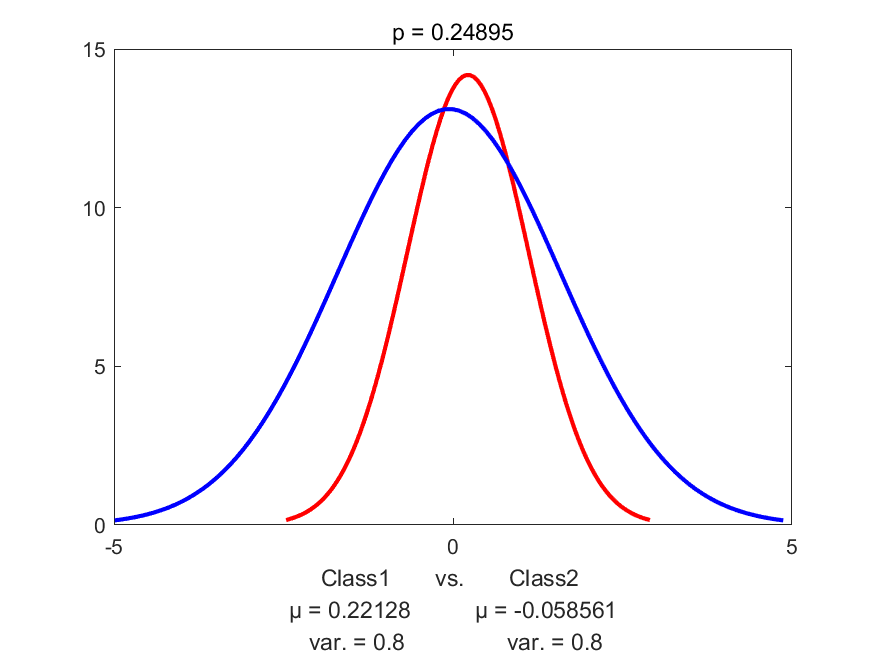 p = 0.24895
15
10
5
0
-5 0 5
Class1 vs. Class2
μ = 0.22128 μ = -0.058561
var. = 0.8 var. = 0.8